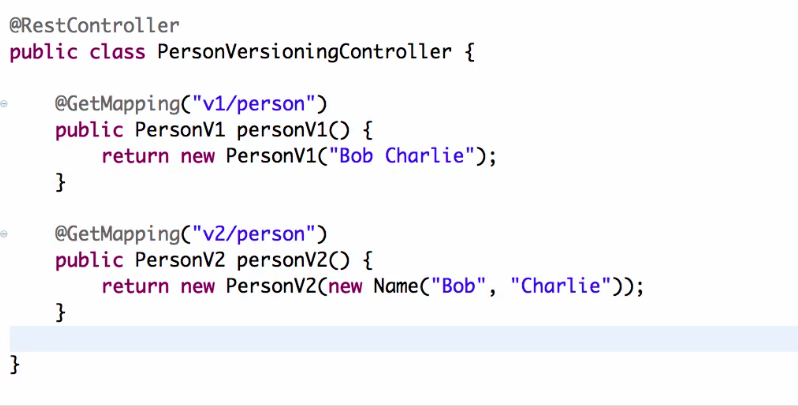 @RestController
public class PersonVersioningController {
@GetMapping("v1/person")
public PersonV1 personV1() {
return new PersonV1("Bob Charlie");
}
@GetMapping("v2/person")
public PersonV2 personV2() {
return new PersonV2(new Name("Bob", "Charlie"));
}
}